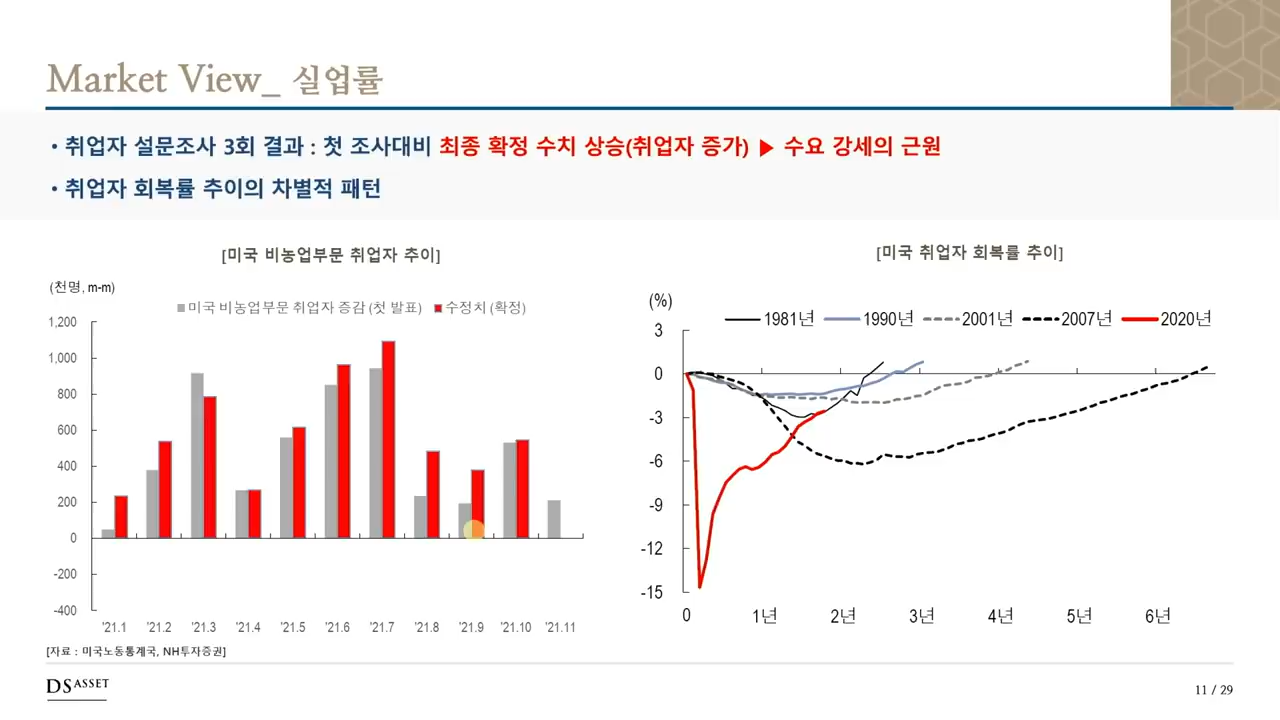 Market View_ 실업률
• 취업자 설문조사 3회 결과 : 첫 조사대비 최종 확정 수치 상승(취업자 증가) ▶ 수요 강세의 근원
• 취업자 회복률 추이의 차별적 패턴
[미국 비농업부문 취업자 추이]
(천명, m-m)
미국 비농업부문 취업자 증감 (첫 발표) 수정치 (확정)
1,200
1,000
800
600
400
200
0
-200
-400
'21.1 '21.2 '21.3 '21.4 '21.5 '21.6 '21.7 '21.8 '21.9 '21.10 '21.11
[자료 : 미국노동통계국, NH투자증권]
[미국 취업자 회복률 추이]
(%)
1981년 1990년 2001년 2007년 2020년
3
0
-3
-6
-9
-12
-15
0 1년 2년 3년 4년 5년 6년
DS ASSET
11 / 29